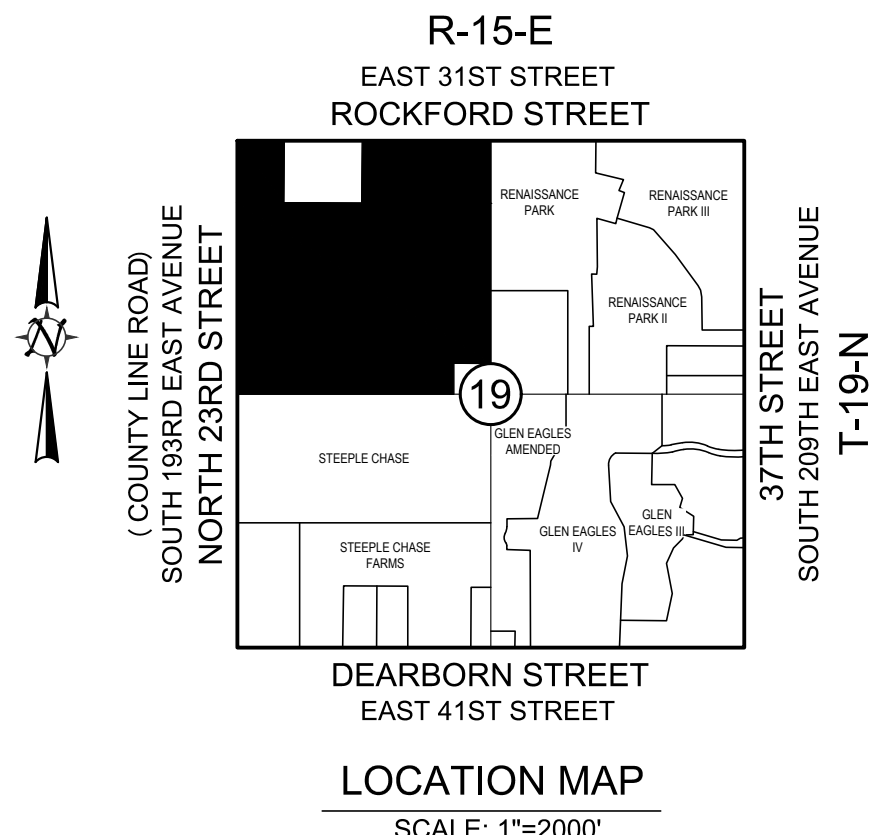 R-15-E
EAST 31ST STREET
ROCKFORD STREET
RENAISSANCE
PARK
RENAISSANCE
PARK III
RENAISSANCE
PARK II
( COUNTY LINE ROAD)
SOUTH 193RD EAST AVENUE
NORTH 23RD STREET
N
19
37TH STREET
SOUTH 209TH EAST AVENUE
T-19-N
GLEN EAGLES
AMENDED
STEEPLE CHASE
STEEPLE CHASE
FARMS
GLEN EAGLES
IV
GLEN
EAGLES III
DEARBORN STREET
EAST 41ST STREET
LOCATION MAP
SCALE: 1"=2000'